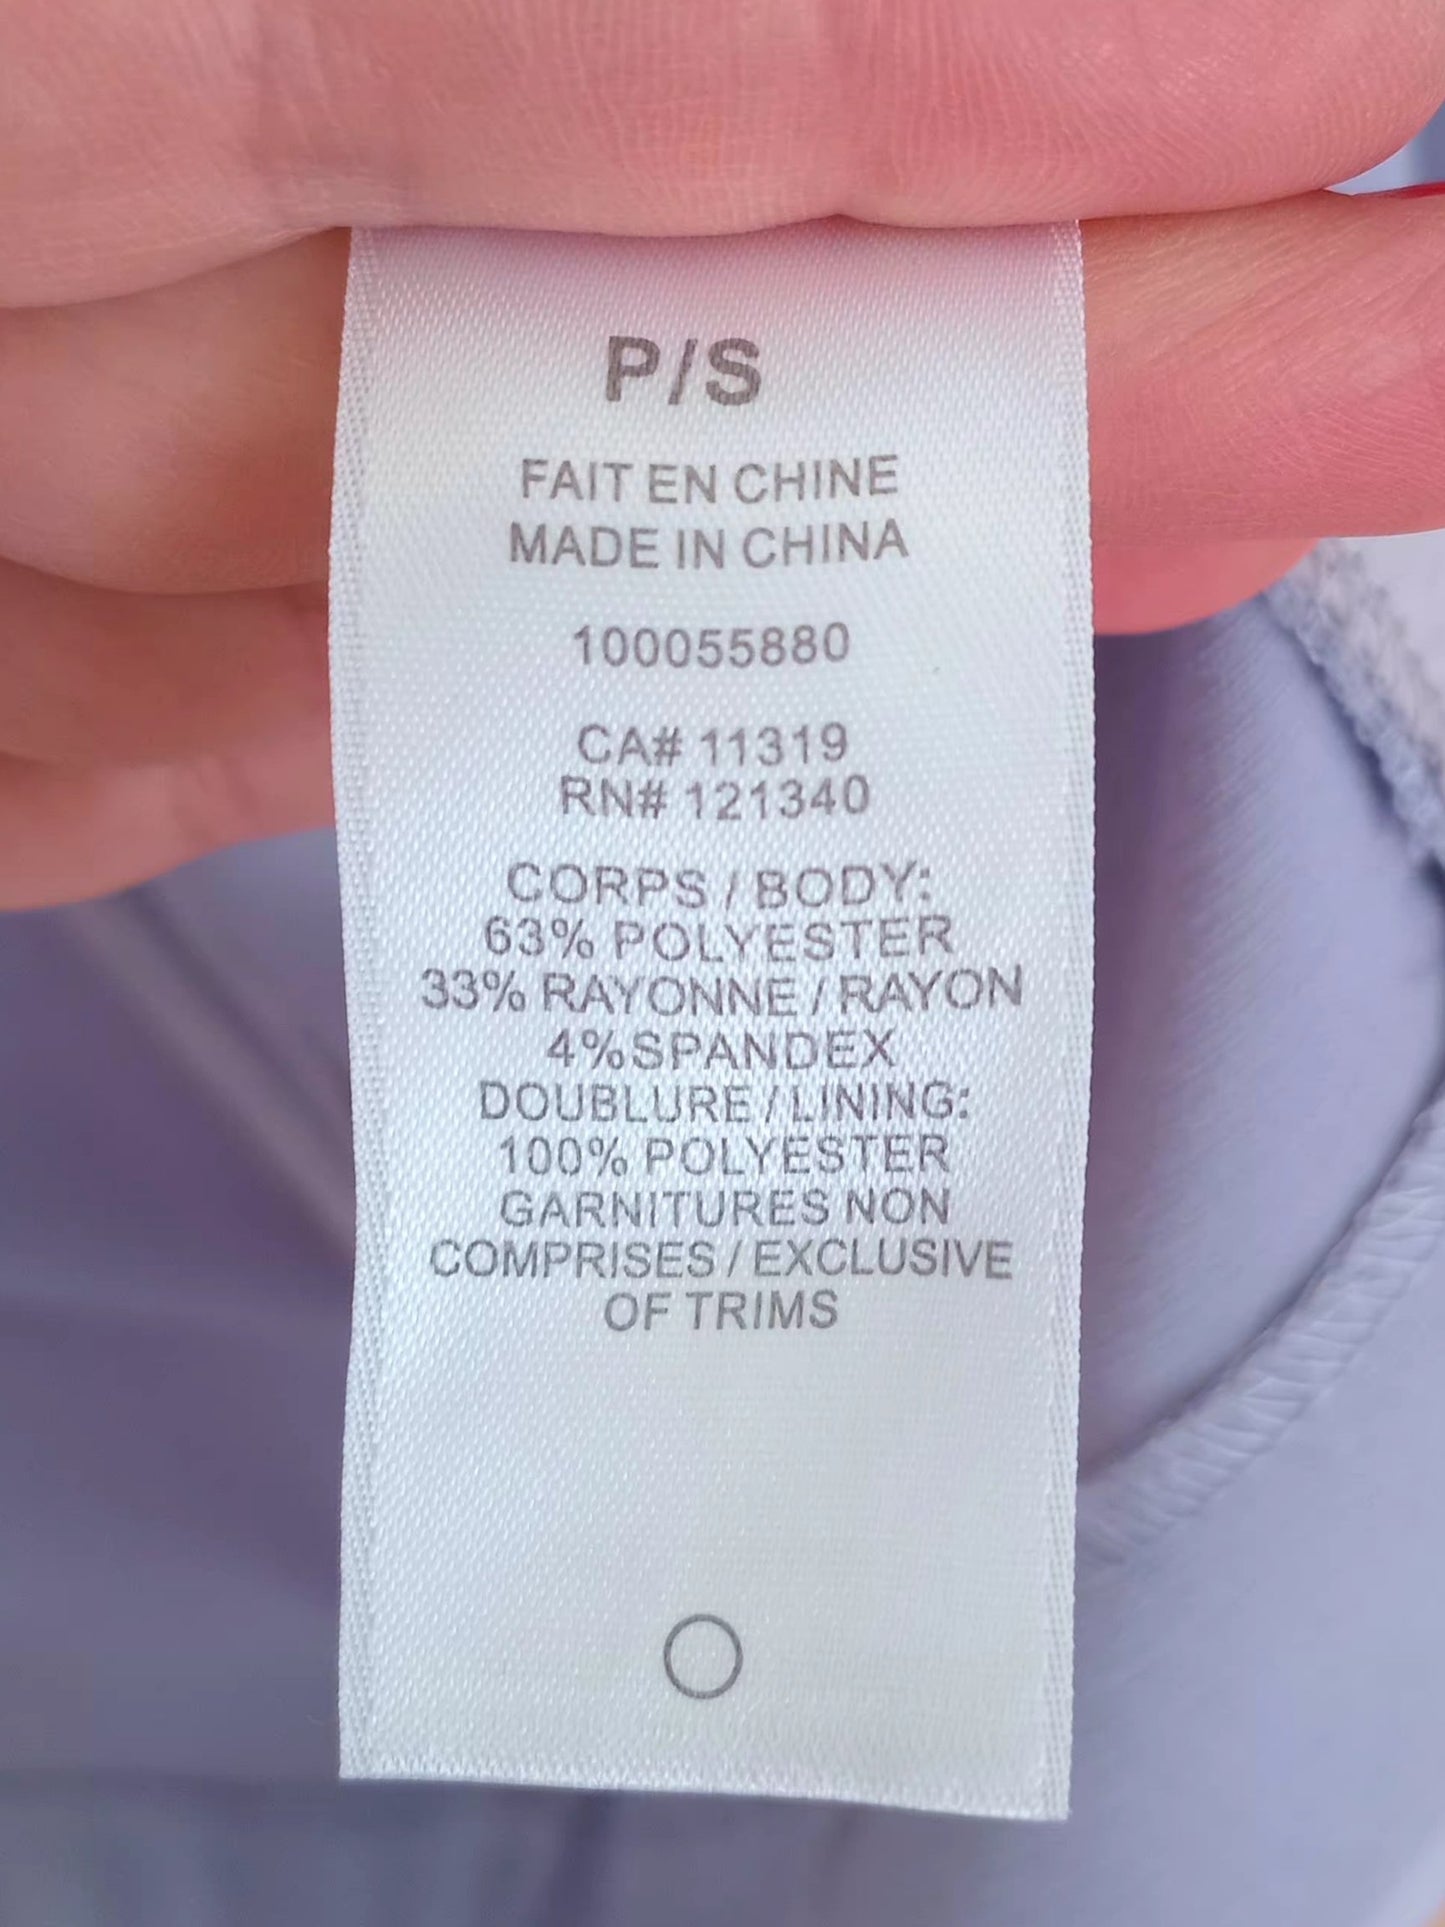 P/S
FAIT EN CHINE
MADE IN CHINA
100055880
CA# 11319
RN# 121340
CORPS / BODY:
63% POLYESTER
33% RAYONNE / RAYON
4%SPANDEX
DOUBLURE / LINING:
100% POLYESTER
GARNITURES NON
COMPRISES / EXCLUSIVE
OF TRIMS